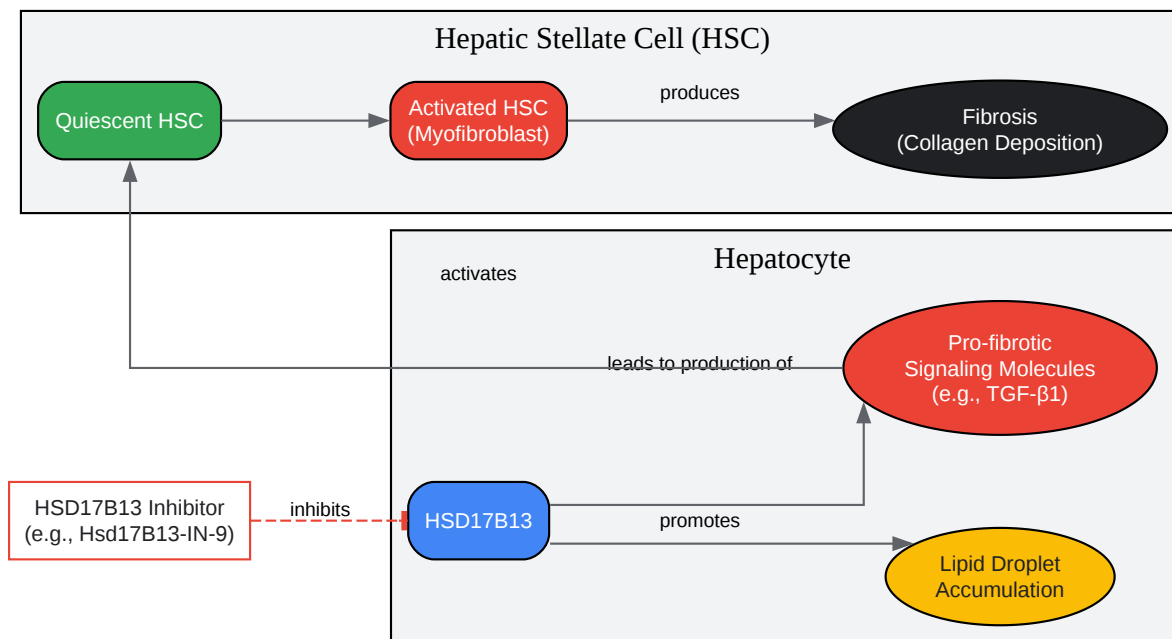 Hepatic Stellate Cell (HSC)
Quiescent HSC
Activated HSC
(Myofibroblast)
produces
Fibrosis
(Collagen Deposition)
Hepatocyte
activates
leads to production of
Pro-fibrotic
Signaling Molecules
(e.g., TGF-β1)
HSD17B13 Inhibitor
(e.g., Hsd17B13-IN-9)
inhibits
HSD17B13
promotes
Lipid Droplet
Accumulation